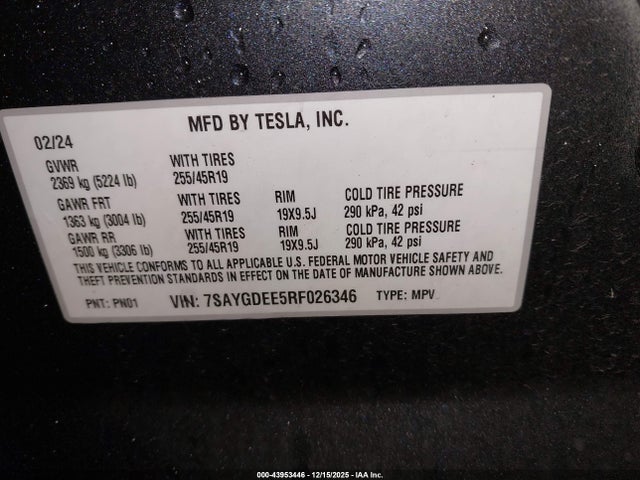 MFD BY TESLA, INC.
02/24
GVWR WITH TIRES
2369 kg (5224 lb) 255/45R19
GAWR FRT WITH TIRES RIM COLD TIRE PRESSURE
1363 kg (3004 lb) 255/45R19 19X9.5J 290 kPa, 42 psi
GAWR RR WITH TIRES RIM COLD TIRE PRESSURE
1500 kg (3306 lb) 255/45R19 19X9.5J 290 kPa, 42 psi
THIS VEHICLE CONFORMS TO ALL APPLICABLE U.S. FEDERAL MOTOR VEHICLE SAFETY AND
THEFT PREVENTION STANDARDS IN EFFECT ON THE DATE OF MANUFACTURE SHOWN ABOVE.
PNT: PN01 VIN: 7SAYGDEE5RF026346 TYPE: MPV
000-43953446 - 12/15/2025 - IAA Inc.